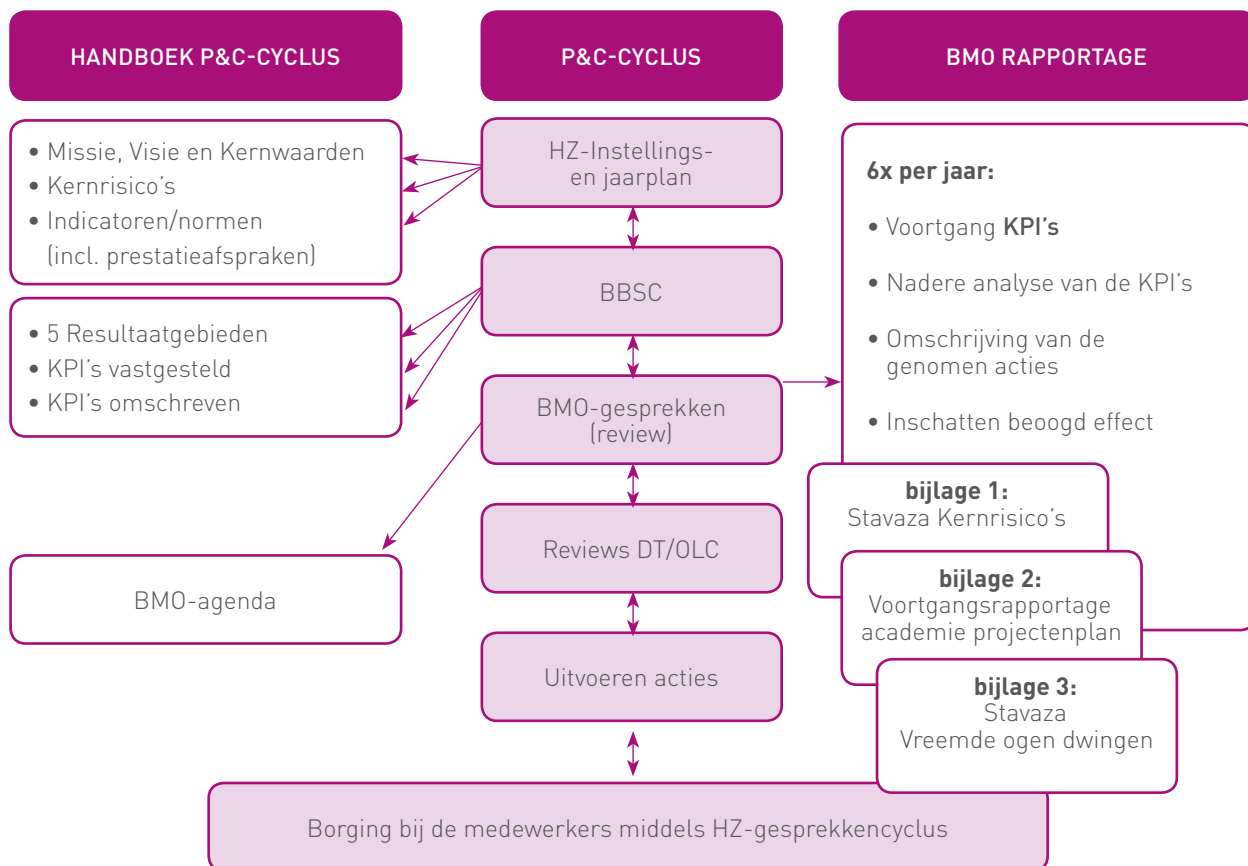 HANDBOEK P&C-CYCLUS
• Missie, Visie en Kernwaarden
• Kernrisico's
• Indicatoren/normen
(incl. prestatieafspraken)
• 5 Resultaatgebieden
• KPI's vastgesteld
• KPI's omschreven
BMO-agenda
P&C-CYCLUS
HZ-Instellings-
en jaarplan
BBSC
BMO-gesprekken
(review)
Reviews DT/OLC
Uitvoeren acties
Borging bij de medewerkers middels HZ-gesprekkencyclus
BMO RAPPORTAGE
6x per jaar:
• Voortgang KPI's
• Nadere analyse van de KPI's
• Omschrijving van de
genomen acties
• Inschatten beoogd effect
bijlage 1:
Stavaza Kernrisico's
bijlage 2:
Voortgangsrapportage
academie projectenplan
bijlage 3:
Stavaza
Vreemde ogen dwingen